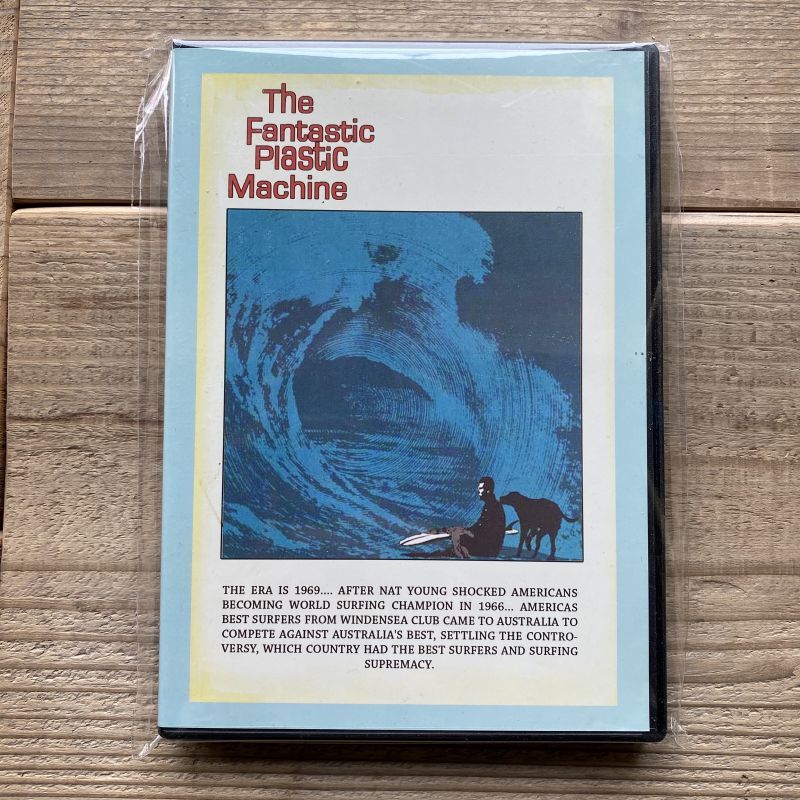 The
Fantastic
Plastic
Machine
THE ERA IS 1969.... AFTER NAT YOUNG SHOCKED AMERICANS
BECOMING WORLD SURFING CHAMPION IN 1966... AMERICAS
BEST SURFERS FROM WINDENSEA CLUB CAME TO AUSTRALIA TO
COMPETE AGAINST AUSTRALIA'S BEST, SETTLING THE CONTRO-
VERSY, WHICH COUNTRY HAD THE BEST SURFERS AND SURFING
SUPREMACY.